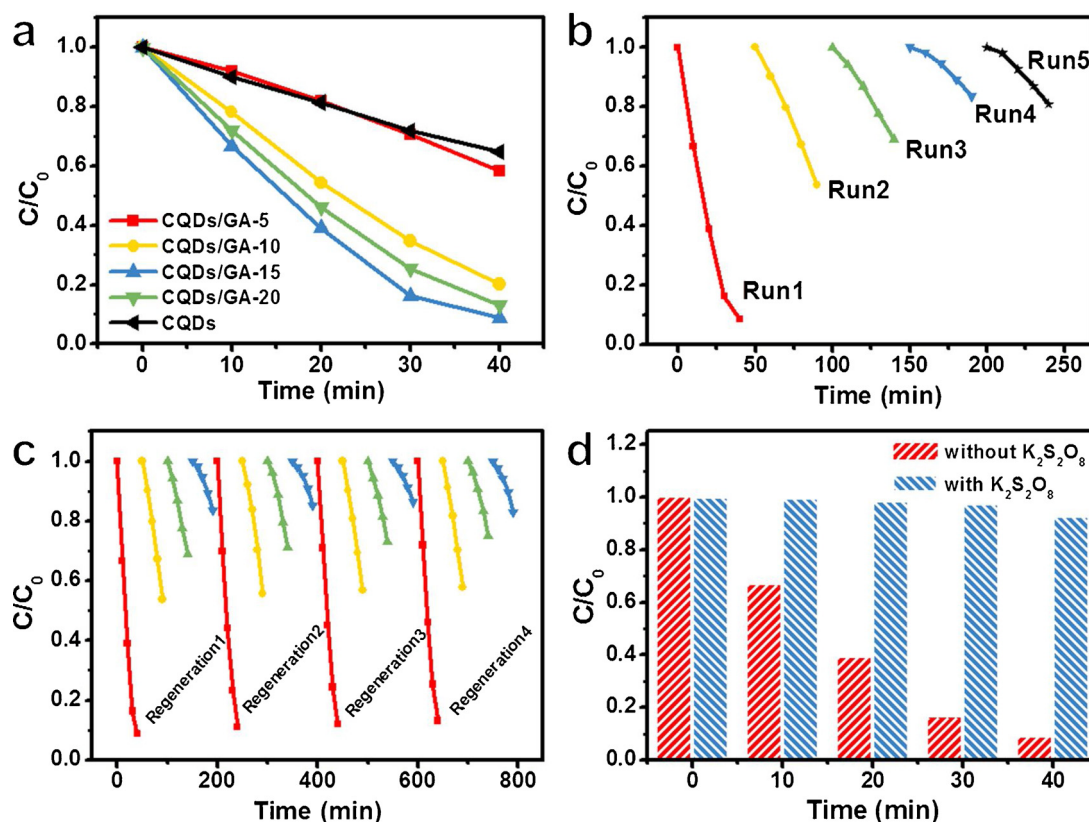 a
C/C₀
1.0
0.8
0.6
0.4
0.2
0.0
CQDs/GA-5
CQDs/GA-10
CQDs/GA-15
CQDs/GA-20
CQDs
0 10 20 30 40
Time (min)
b
C/C₀
1.0
0.8
0.6
0.4
0.2
0.0
Run1
Run2
Run3
Run4
Run5
0 50 100 150 200 250
Time (min)
c
C/C₀
1.0
0.8
0.6
0.4
0.2
0.0
Regeneration1
Regeneration2
Regeneration3
Regeneration4
0 200 400 600 800
Time (min)
d
C/C₀
1.2
1.0
0.8
0.6
0.4
0.2
0.0
without K₂S₂O₈
with K₂S₂O₈
0 10 20 30 40
Time (min)